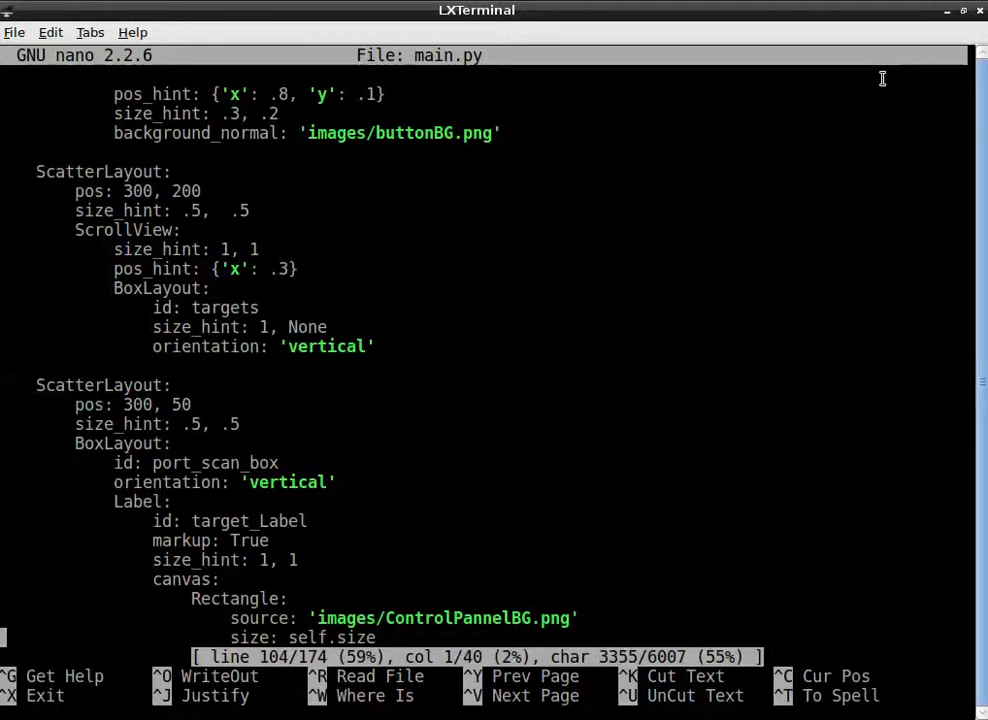 LXTerminal
File Edit Tabs Help
GNU nano 2.2.6 File: main.py
pos_hint: {'x': .8, 'y': .1}
size_hint: .3, .2
background_normal: 'images/buttonBG.png'
ScatterLayout:
pos: 300, 200
size_hint: .5,  .5
ScrollView:
size_hint: 1, 1
pos_hint: {'x': .3}
BoxLayout:
id: targets
size_hint: 1, None
orientation: 'vertical'
ScatterLayout:
pos: 300, 50
size_hint: .5, .5
BoxLayout:
id: port_scan_box
orientation: 'vertical'
Label:
id: target_Label
markup: True
size_hint: 1, 1
canvas:
Rectangle:
source: 'images/ControlPannelBG.png'
size: self.size
[ line 104/174 (59%), col 1/40 (2%), char 3355/6007 (55%) ]
^G Get Help ^O WriteOut ^R Read File ^Y Prev Page ^K Cut Text ^C Cur Pos
^X Exit ^J Justify ^W Where Is ^V Next Page ^U UnCut Text ^T To Spell